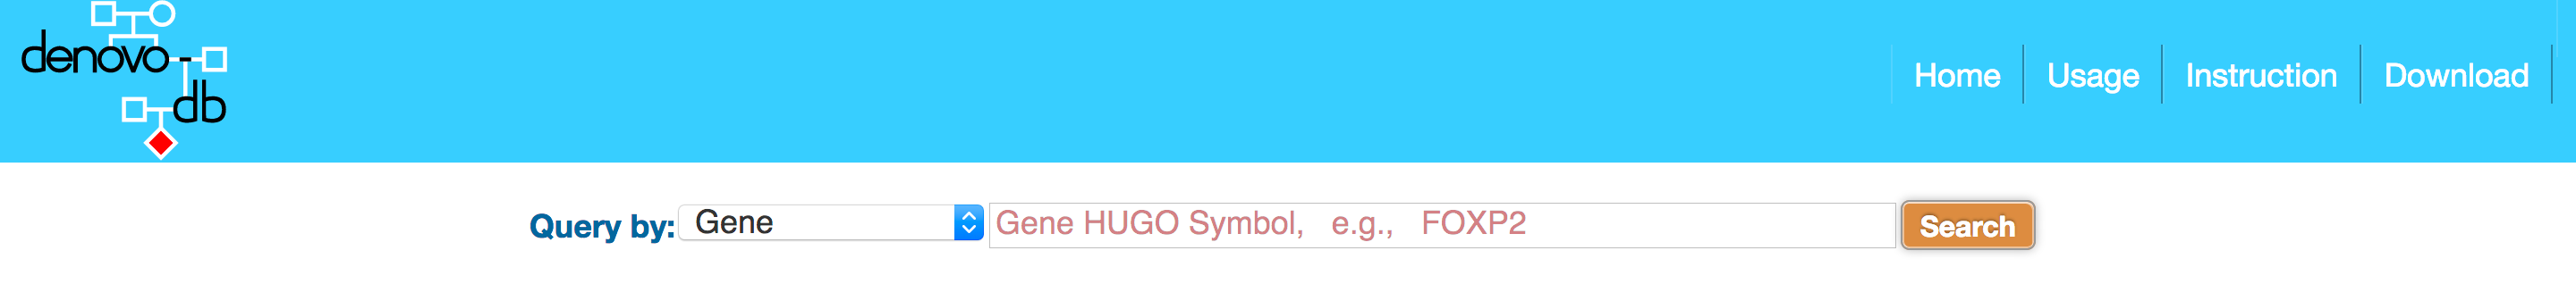 denovo
db
Home Usage Instruction Download
Query by: Gene Gene HUGO Symbol, e.g., FOXP2 Search